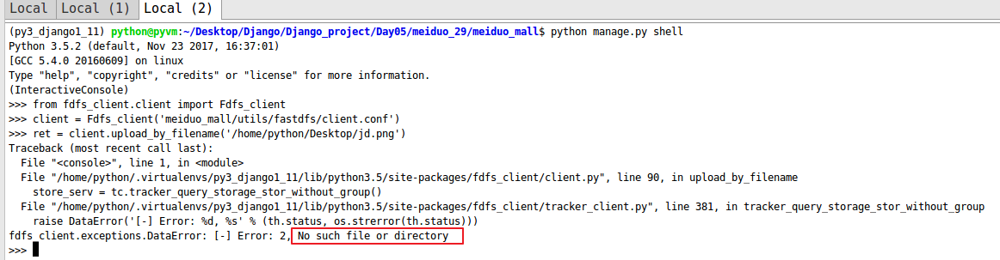 Local Local (1) Local (2)
(py3_django1_11) python@pyvm:~/Desktop/Django/Django_project/Day05/meiduo_29/meiduo_mall$ python manage.py shell
Python 3.5.2 (default, Nov 23 2017, 16:37:01)
[GCC 5.4.0 20160609] on linux
Type "help", "copyright", "credits" or "license" for more information.
(InteractiveConsole)
>>> from fdfs_client.client import Fdfs_client
>>> client = Fdfs_client('meiduo_mall/utils/fastdfs/client.conf')
>>> ret = client.upload_by_filename('/home/python/Desktop/jd.png')
Traceback (most recent call last):
  File "<console>", line 1, in <module>
  File "/home/python/.virtualenvs/py3_django1_11/lib/python3.5/site-packages/fdfs_client/client.py", line 90, in upload_by_filename
    store_serv = tc.tracker_query_storage_stor_without_group()
  File "/home/python/.virtualenvs/py3_django1_11/lib/python3.5/site-packages/fdfs_client/tracker_client.py", line 381, in tracker_query_storage_stor_without_group
    raise DataError('[-] Error: %d, %s' % (th.status, os.strerror(th.status)))
fdfs_client.exceptions.DataError: [-] Error: 2, No such file or directory
>>>